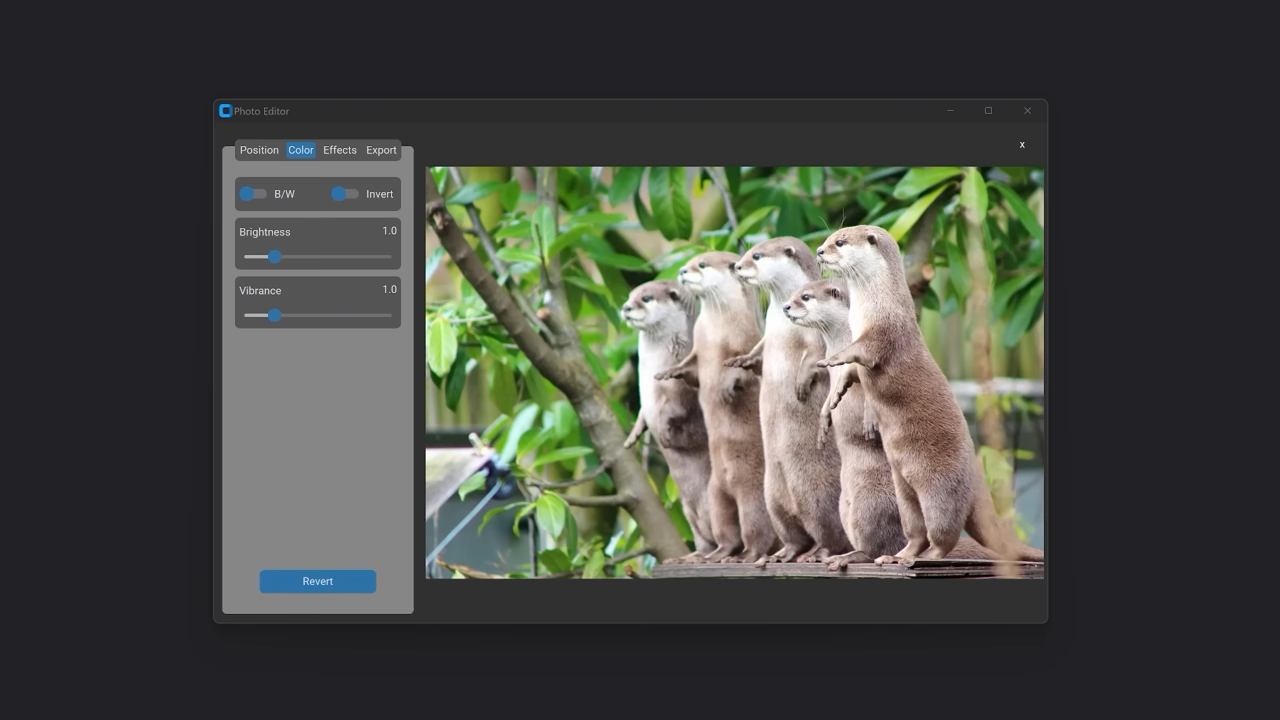 Photo Editor
x
Position Color Effects Export
B/W Invert
Brightness 1.0
Vibrance 1.0
Revert